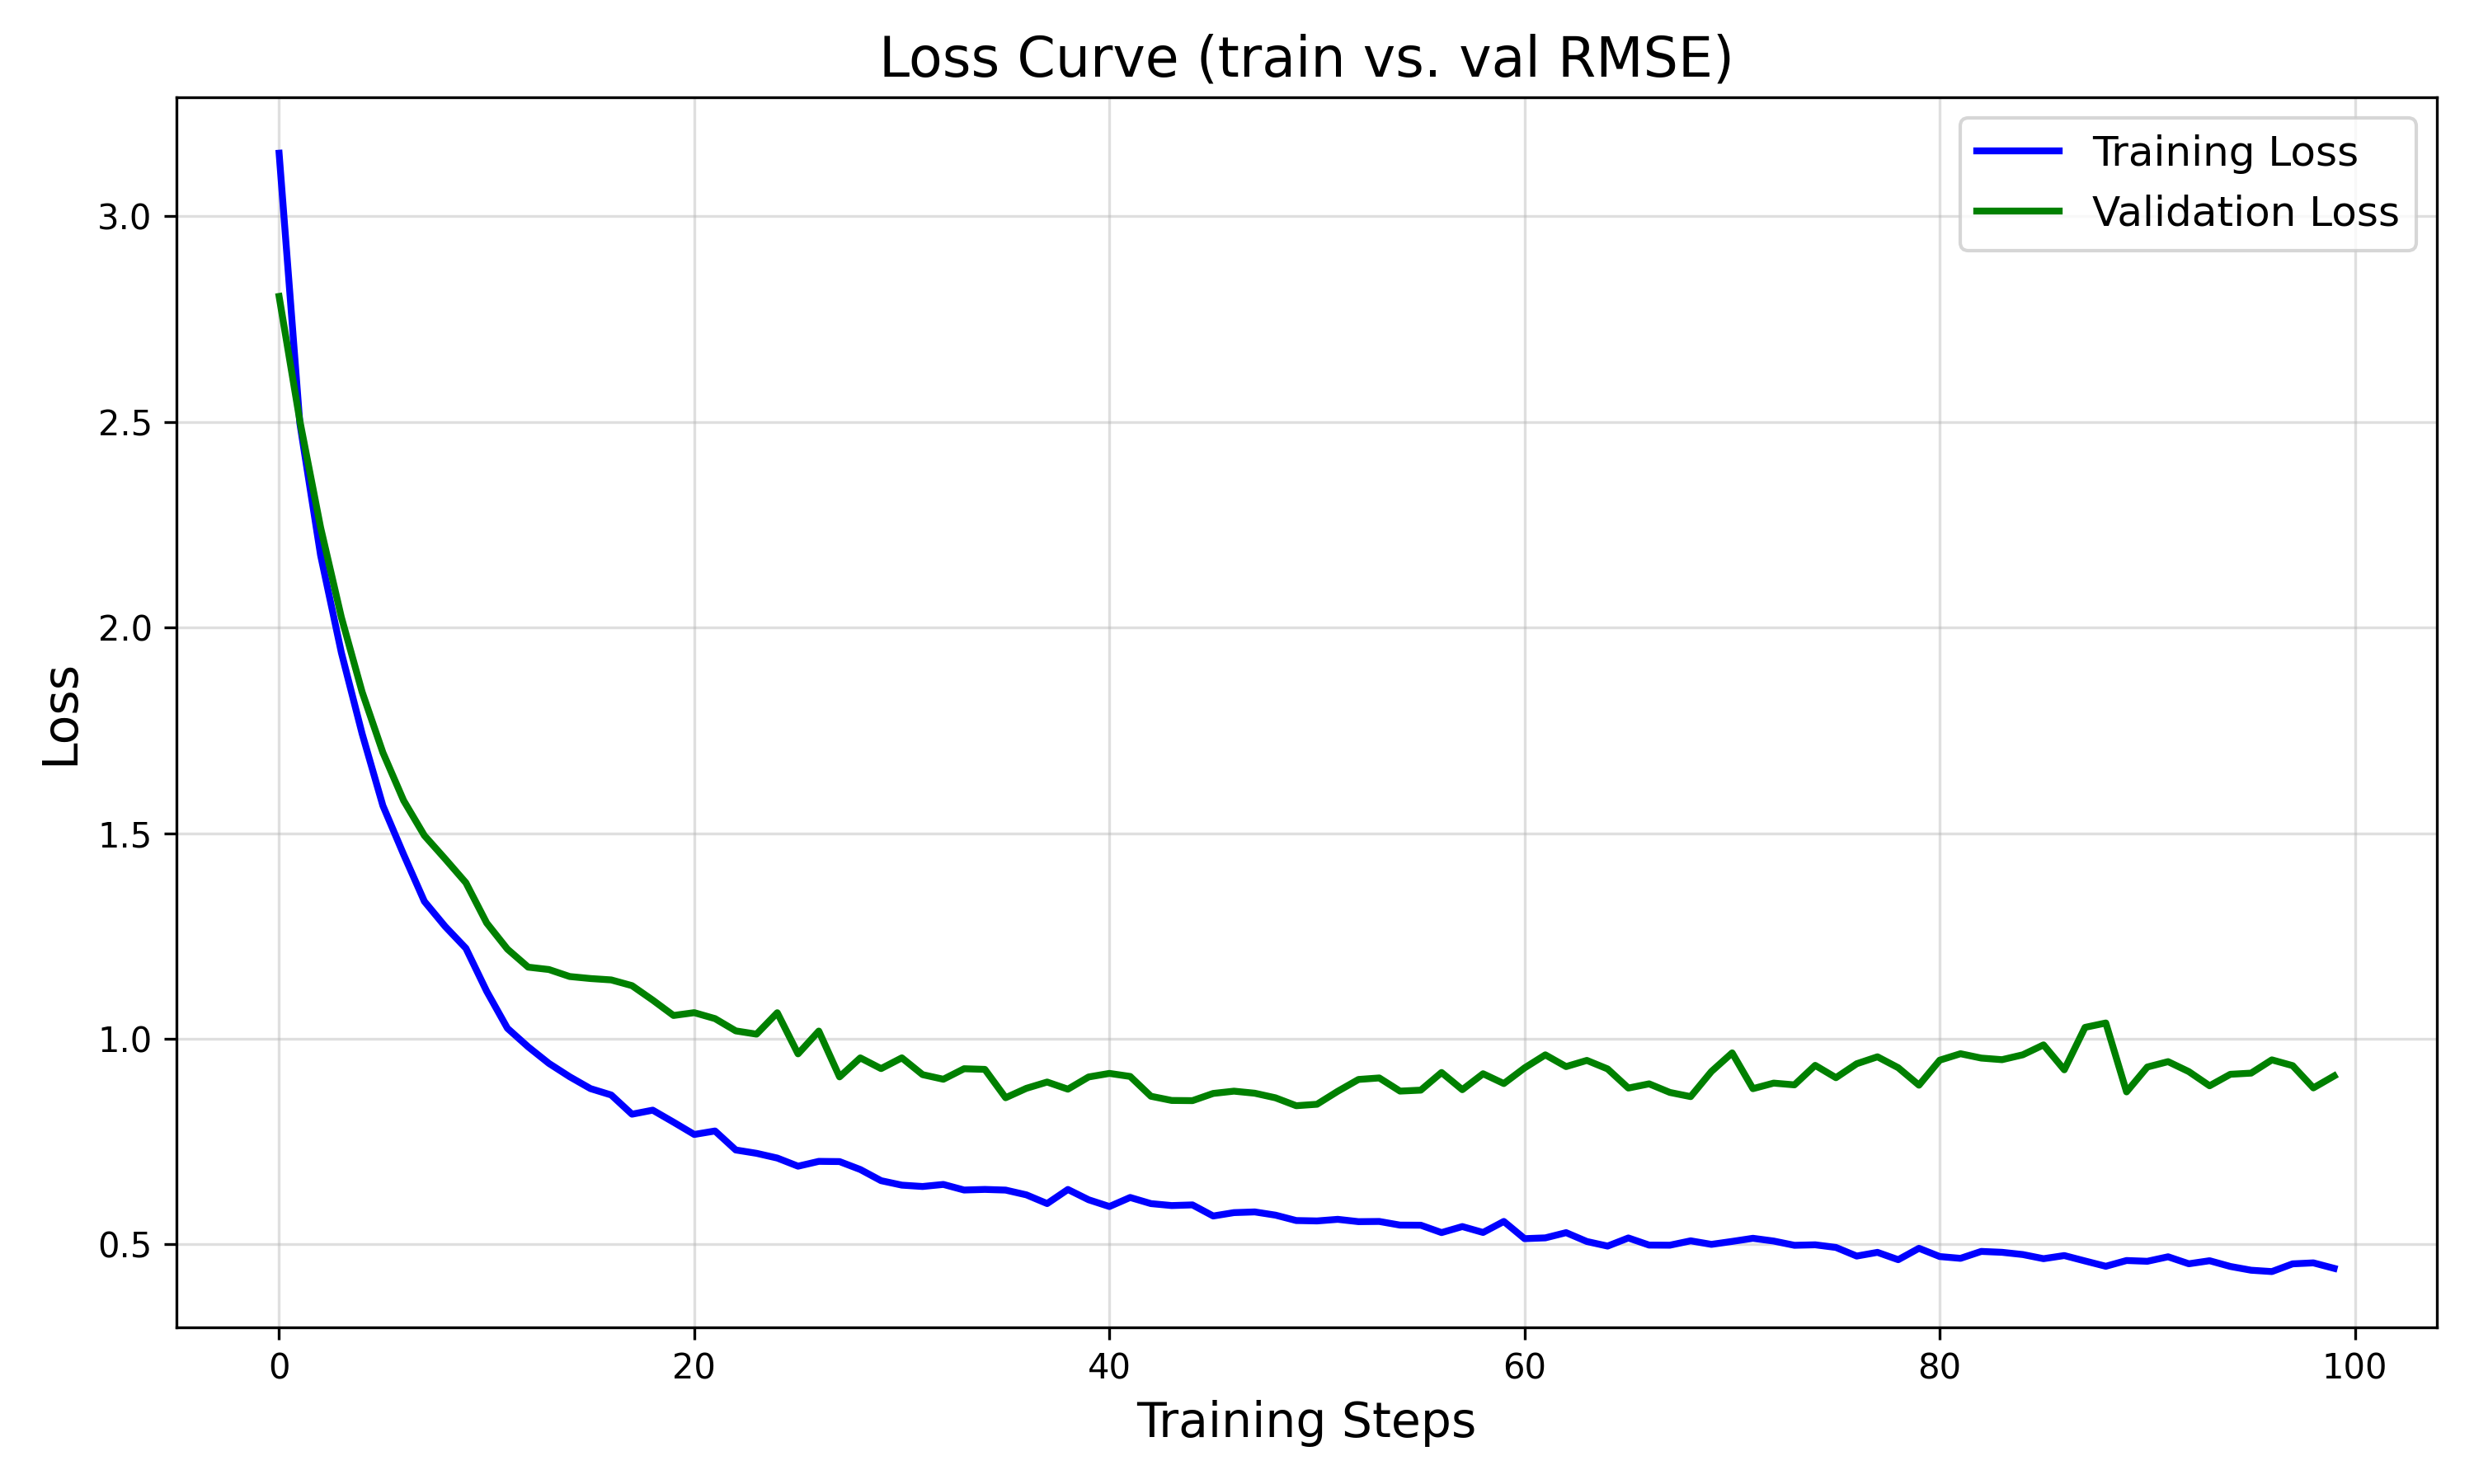 Loss Curve (train vs. val RMSE)
Training Loss
Validation Loss
3.0
2.5
2.0
1.5
1.0
0.5
Loss
0 20 40 60 80 100
Training Steps